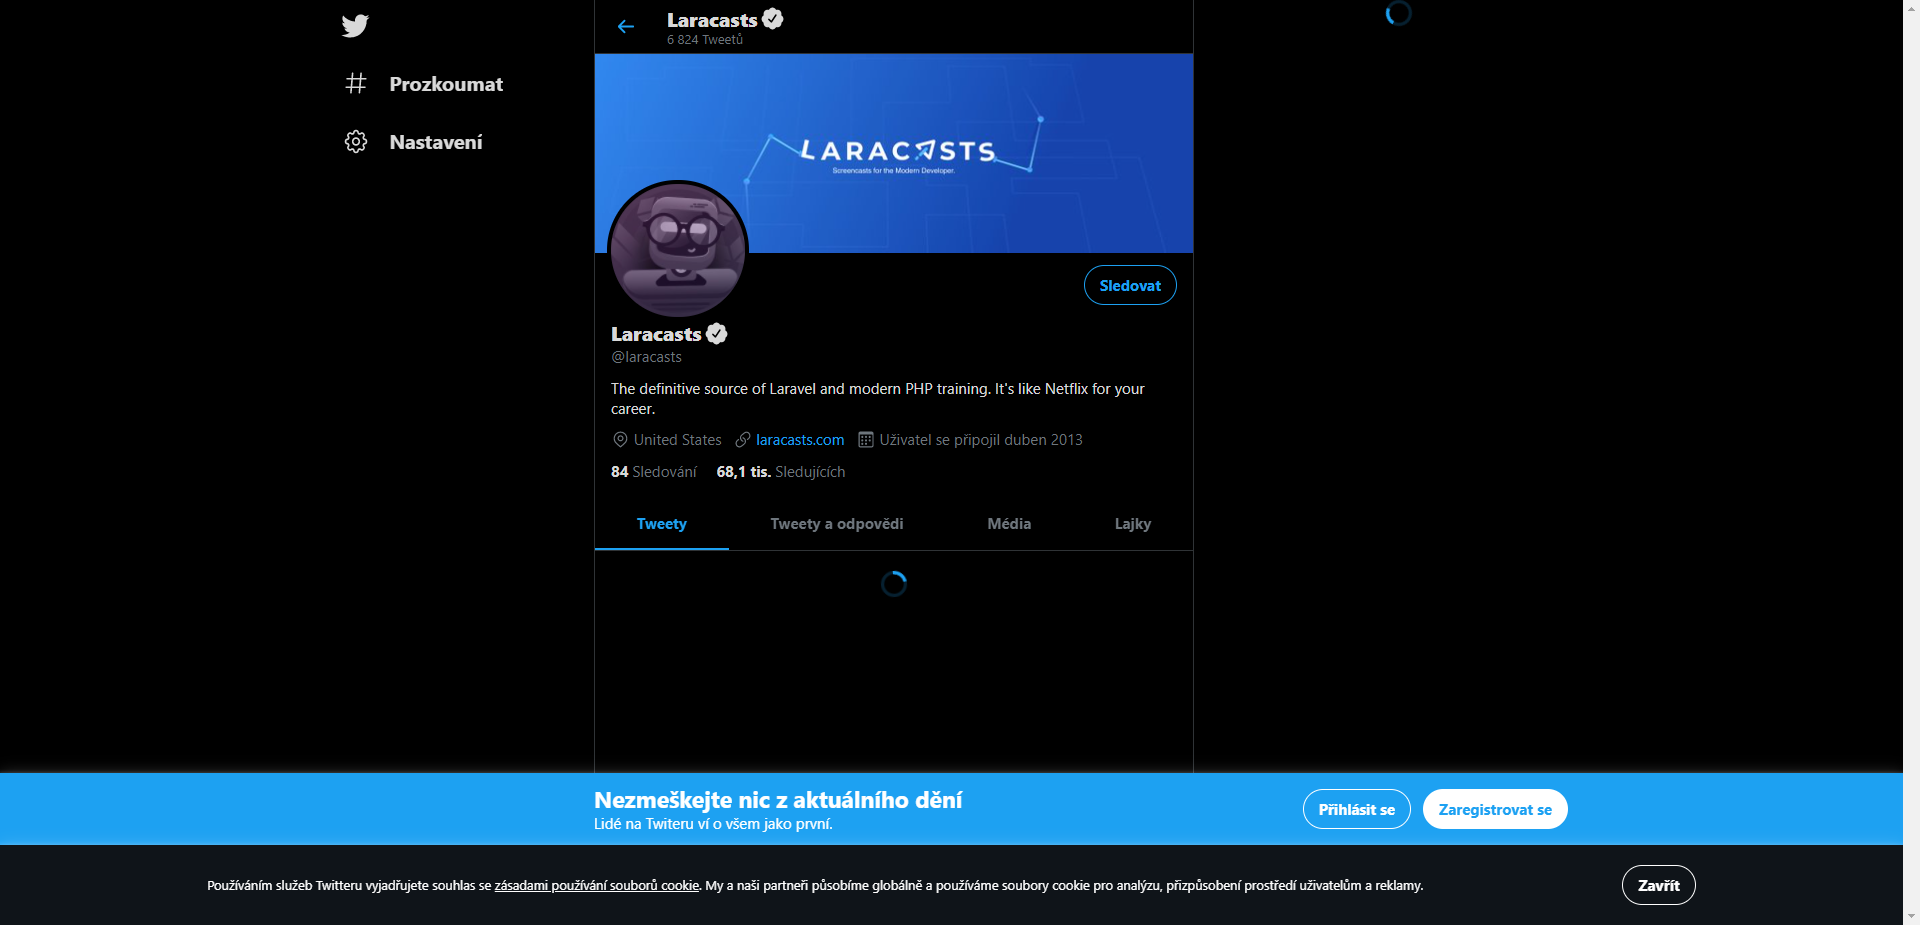 Laracasts
6 824 Tweetů
Prozkoumat
Nastavení
LARACASTS
Screencasts for the Modern Developer.
Sledovat
Laracasts
@laracasts
The definitive source of Laravel and modern PHP training. It's like Netflix for your
career.
United States laracasts.com Uživatel se připojil duben 2013
84 Sledování 68,1 tis. Sledujících
Tweety Tweety a odpovědi Média Lajky
Nezmeškejte nic z aktuálního dění
Lidé na Twiteru ví o všem jako první.
Přihlásit se Zaregistrovat se
Používáním služeb Twitteru vyjadřujete souhlas se zásadami používání souborů cookie. My a naši partneři působíme globálně a používáme soubory cookie pro analýzu, přizpůsobení prostředí uživatelům a reklamy.
Zavřít